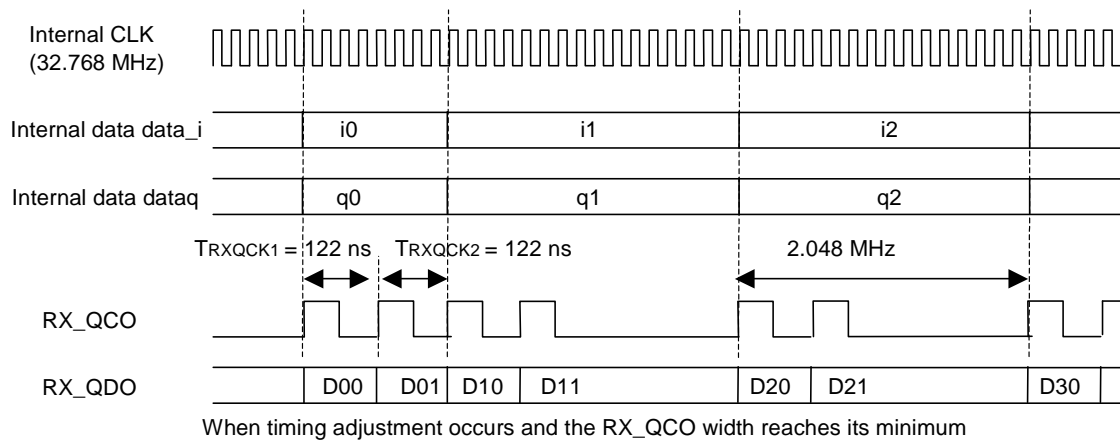 Internal CLK
(32.768 MHz)
Internal data data_i i0 i1 i2
Internal data dataq q0 q1 q2
TRXQCK1 = 122 ns TRXQCK2 = 122 ns 2.048 MHz
RX_QCO
RX_QDO D00 D01 D10 D11 D20 D21 D30
When timing adjustment occurs and the RX_QCO width reaches its minimum